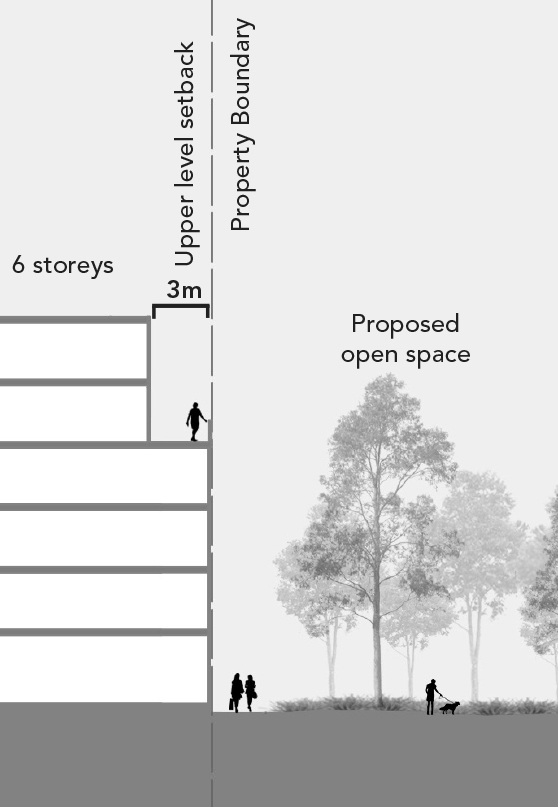 Upper level setback
Property Boundary
6 storeys
3m
Proposed
open space